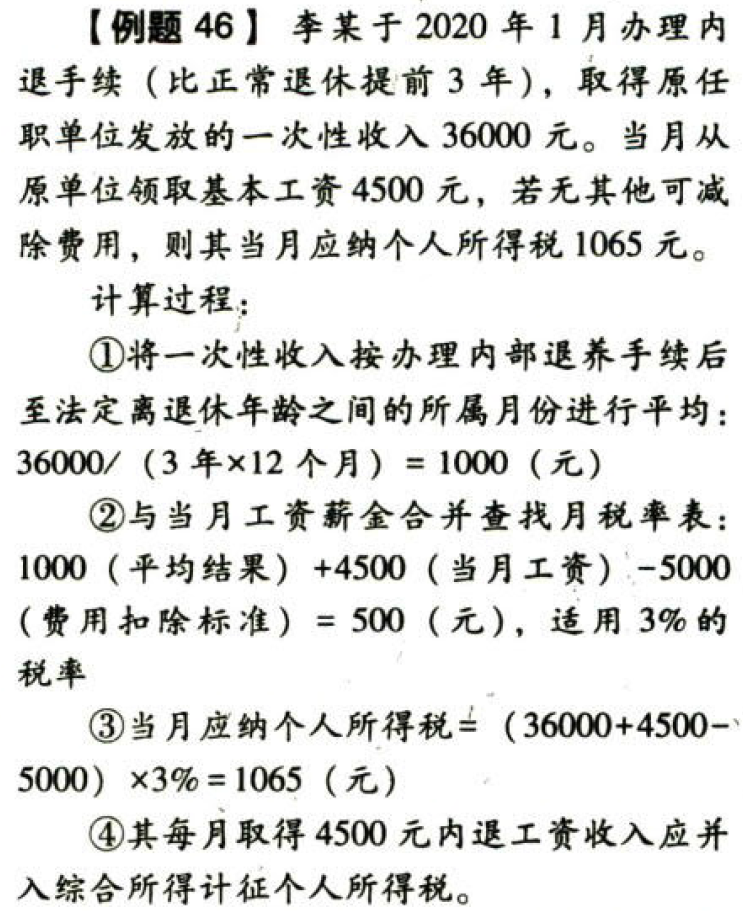 【例题 46】 李某于 2020 年 1 月办理内
退手续（比正常退休提前 3 年），取得原任
职单位发放的一次性收入 36000 元。当月从
原单位领取基本工资 4500 元，若无其他可减
除费用，则其当月应纳个人所得税 1065 元。
计算过程：
①将一次性收入按办理内部退养手续后
至法定离退休年龄之间的所属月份进行平均：
36000/（3 年×12 个月）= 1000（元）
②与当月工资薪金合并查找月税率表：
1000（平均结果）+4500（当月工资）-5000
（费用扣除标准）= 500（元），适用 3%的
税率
③当月应纳个人所得税=（36000+4500-
5000）×3%=1065（元）
④其每月取得 4500 元内退工资收入应并
入综合所得计征个人所得税。